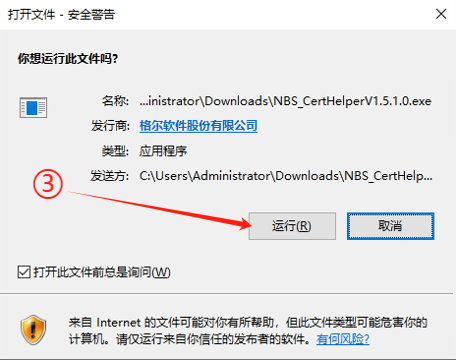 打开文件 - 安全警告
你想运行此文件吗?
名称: ...inistrator\Downloads\NBS_CertHelperV1.5.1.0.exe
发行商: 格尔软件股份有限公司
类型: 应用程序
发送方: C:\Users\Administrator\Downloads\NBS_CertHelp...
③
运行(R) 取消
打开此文件前总是询问(W)
来自 Internet 的文件可能对你有所帮助，但此文件类型可能危害你的
计算机。请仅运行来自你信任的发布者的软件。有何风险?